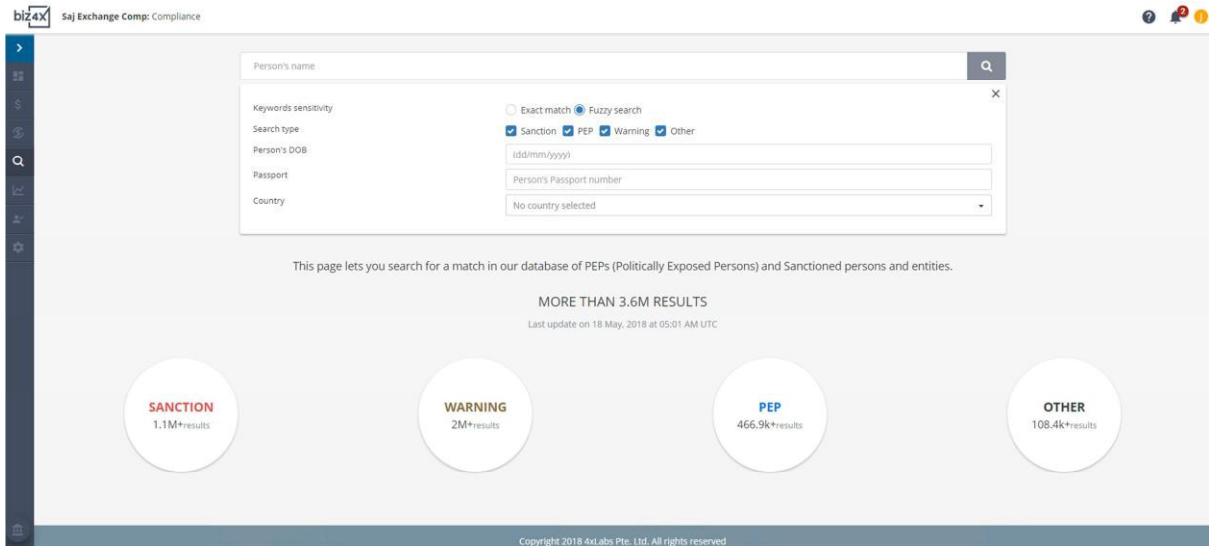 biz4x Saj Exchange Comp: Compliance
2 J
Person's name
Keywords sensitivity Exact match Fuzzy search
Search type Sanction PEP Warning Other
Person's DOB (dd/mm/yyyy)
Passport Person's Passport number
Country No country selected
This page lets you search for a match in our database of PEPs (Politically Exposed Persons) and Sanctioned persons and entities.
MORE THAN 3.6M RESULTS
Last update on 18 May, 2018 at 05:01 AM UTC
SANCTION WARNING PEP OTHER
1.1M+results 2M+results 466.9k+results 108.4k+results
Copyright 2018 4xLabs Pte. Ltd. All rights reserved